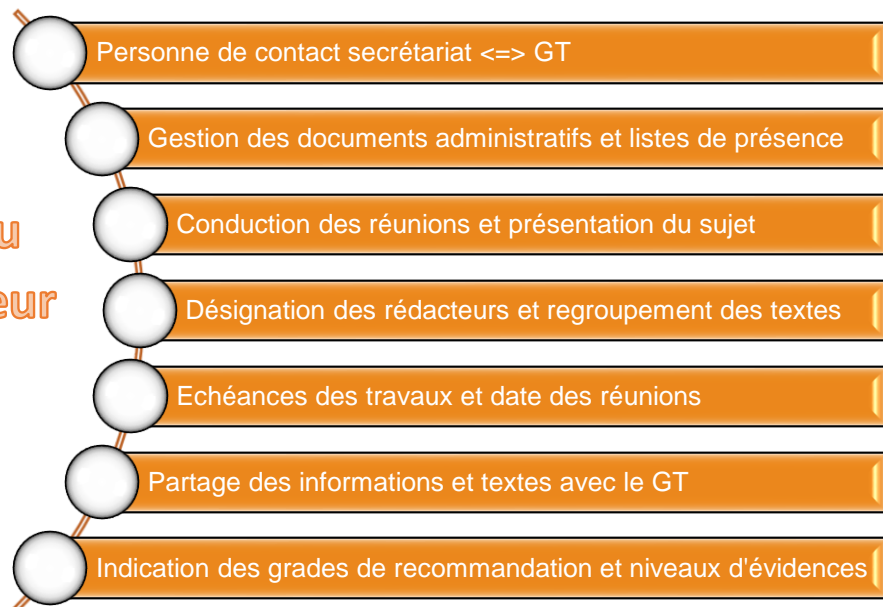 Personne de contact secrétariat <=> GT
Gestion des documents administratifs et listes de présence
Conduction des réunions et présentation du sujet
Désignation des rédacteurs et regroupement des textes
Echéances des travaux et date des réunions
Partage des informations et textes avec le GT
Indication des grades de recommandation et niveaux d'évidences